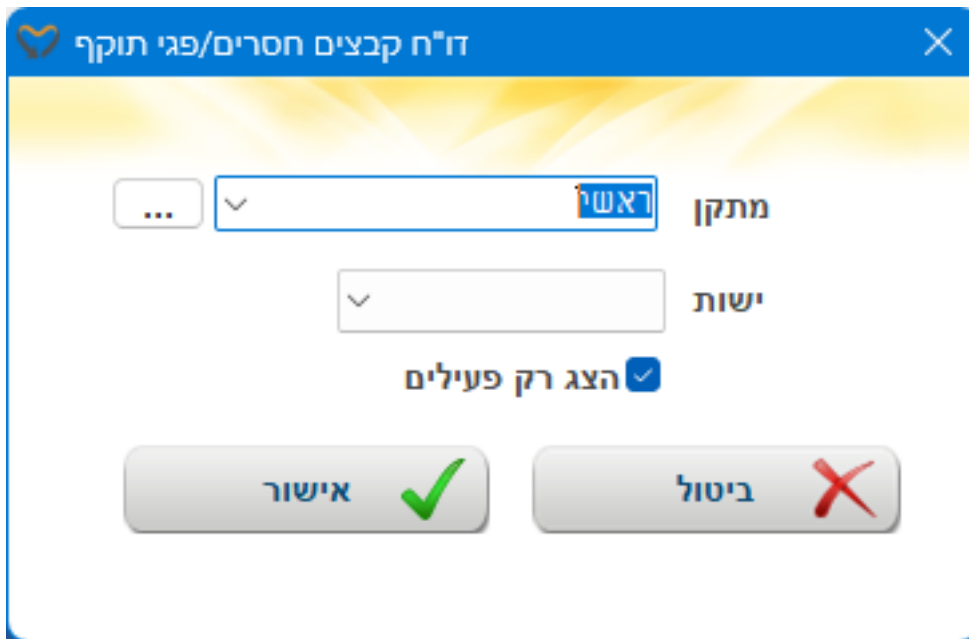 דו"ח קבצים חסרים/פגי תוקף
מתקן ראשי ...
ישות
הצג רק פעילים
ביטול אישור